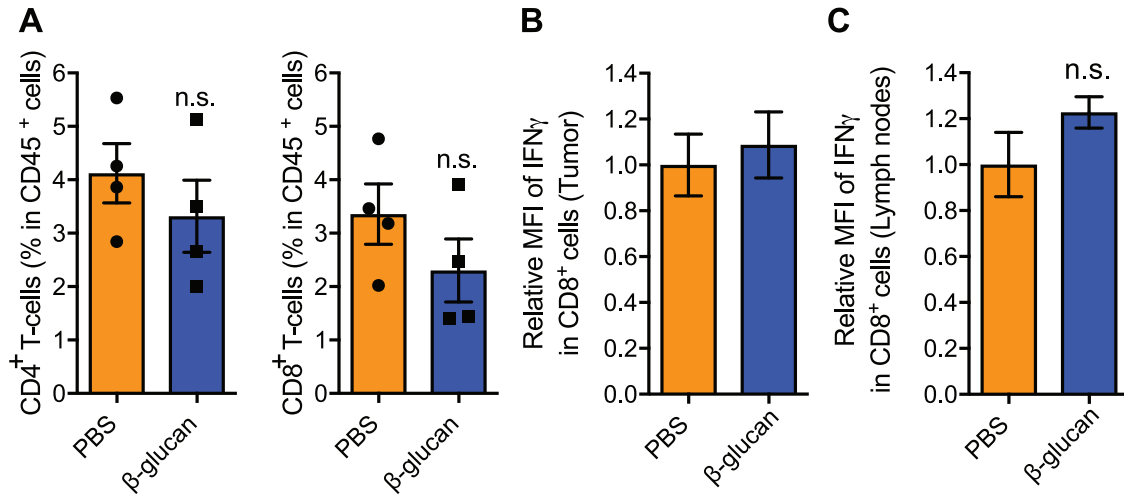 A
CD4⁺ T-cells (% in CD45⁺ cells)
6
5
4
3
2
1
0
n.s.
PBS
β-glucan
CD8⁺ T-cells (% in CD45⁺ cells)
6
5
4
3
2
1
0
n.s.
PBS
β-glucan
B
Relative MFI of IFNγ
in CD8⁺ cells (Tumor)
1.4
1.2
1.0
0.8
0.6
0.4
1.2
0.0
PBS
β-glucan
C
Relative MFI of IFNγ
in CD8⁺ cells (Lymph nodes)
1.4
1.2
1.0
0.8
0.6
0.4
1.2
0.0
n.s.
PBS
β-glucan